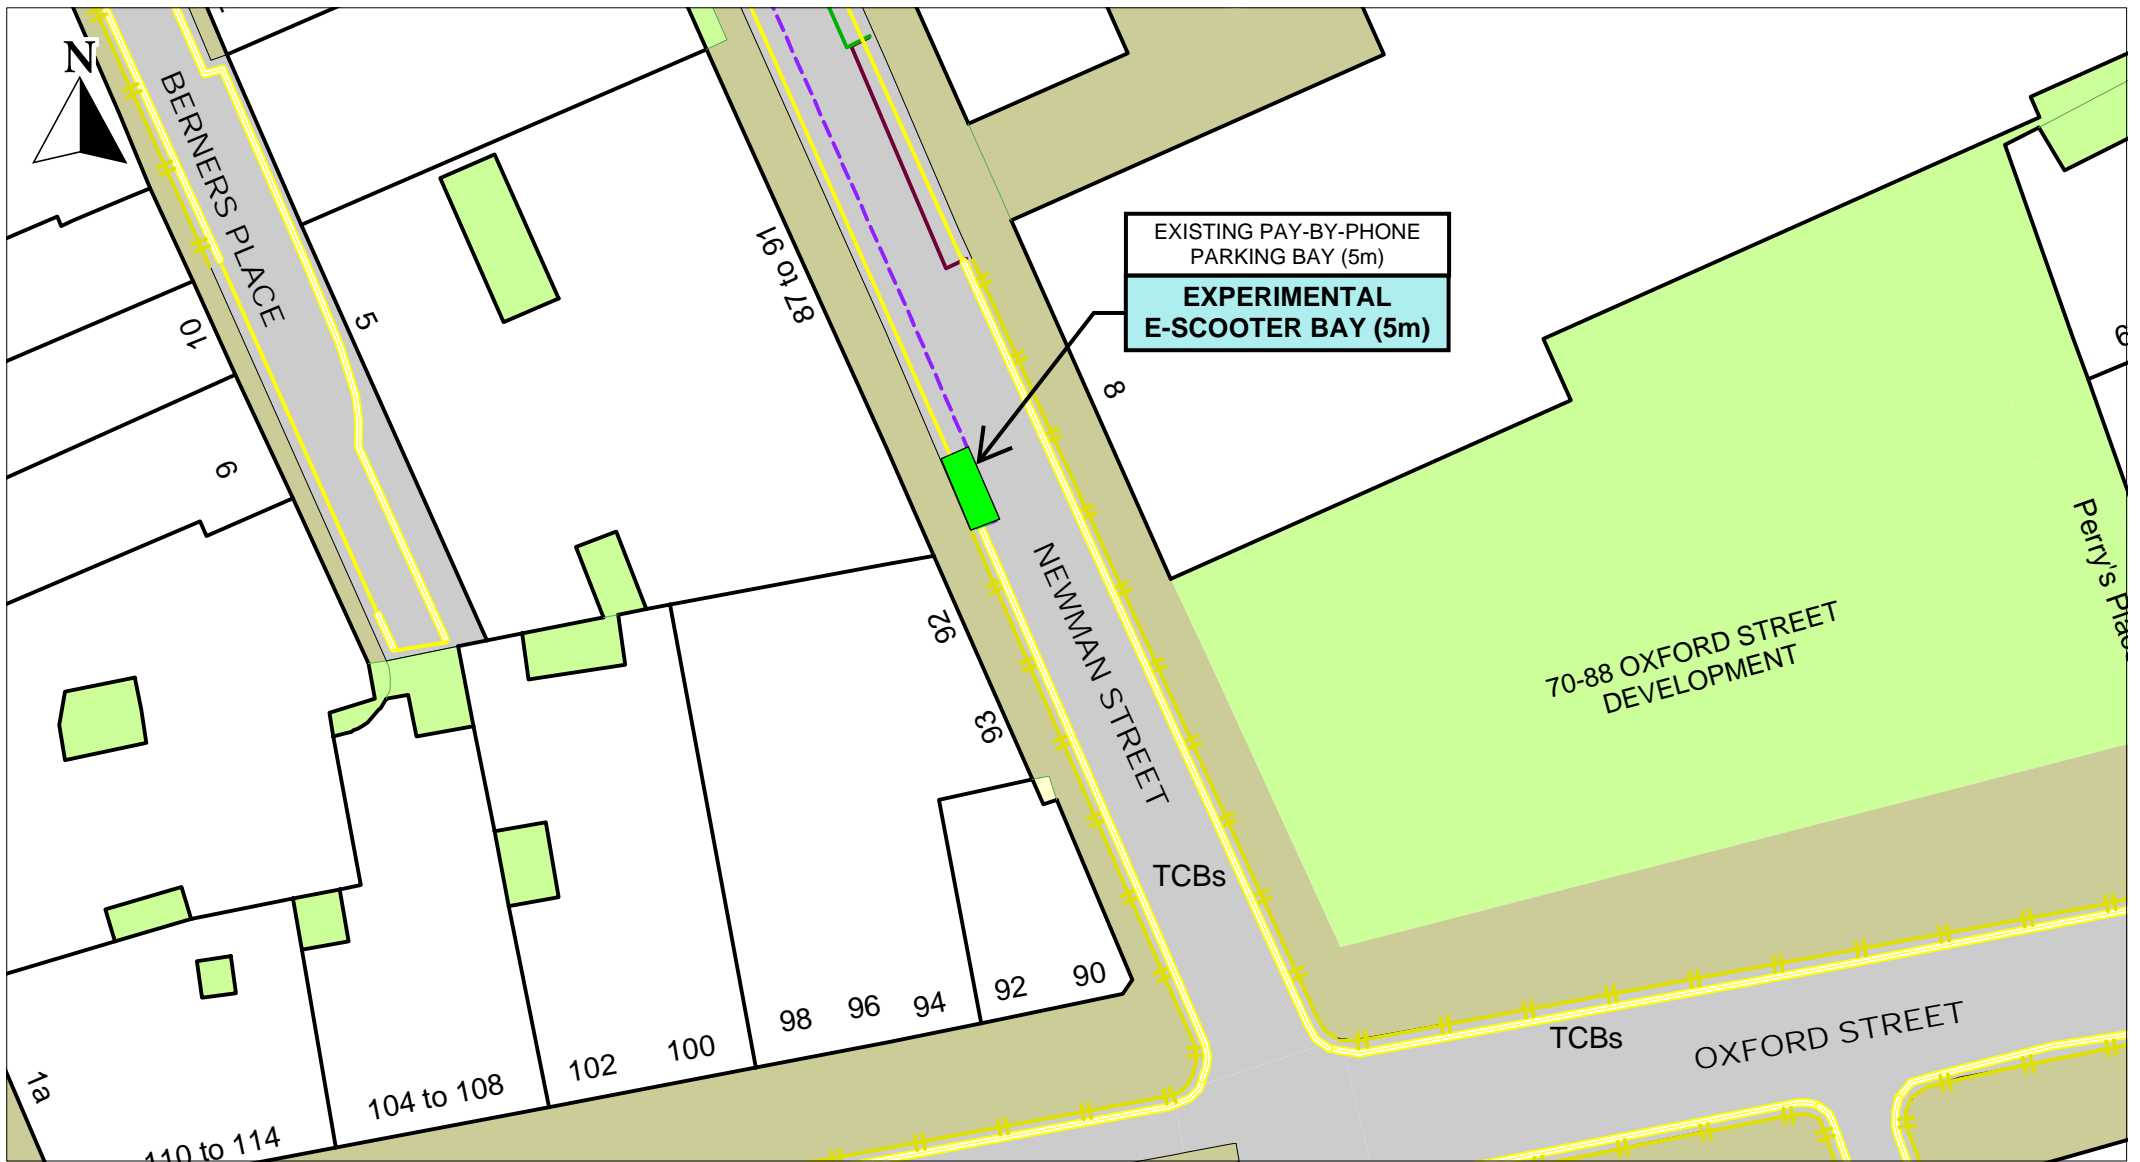 N
BERNERS PLACE
87 to 91
EXISTING PAY-BY-PHONE
PARKING BAY (5m)
EXPERIMENTAL
E-SCOOTER BAY (5m)
10
5
8
9
NEWMAN STREET
Perry's Place
92
70-88 OXFORD STREET
DEVELOPMENT
93
TCBs
98 96 94 92 90
TCBs
OXFORD STREET
102 100
104 to 108
1a
110 to 114